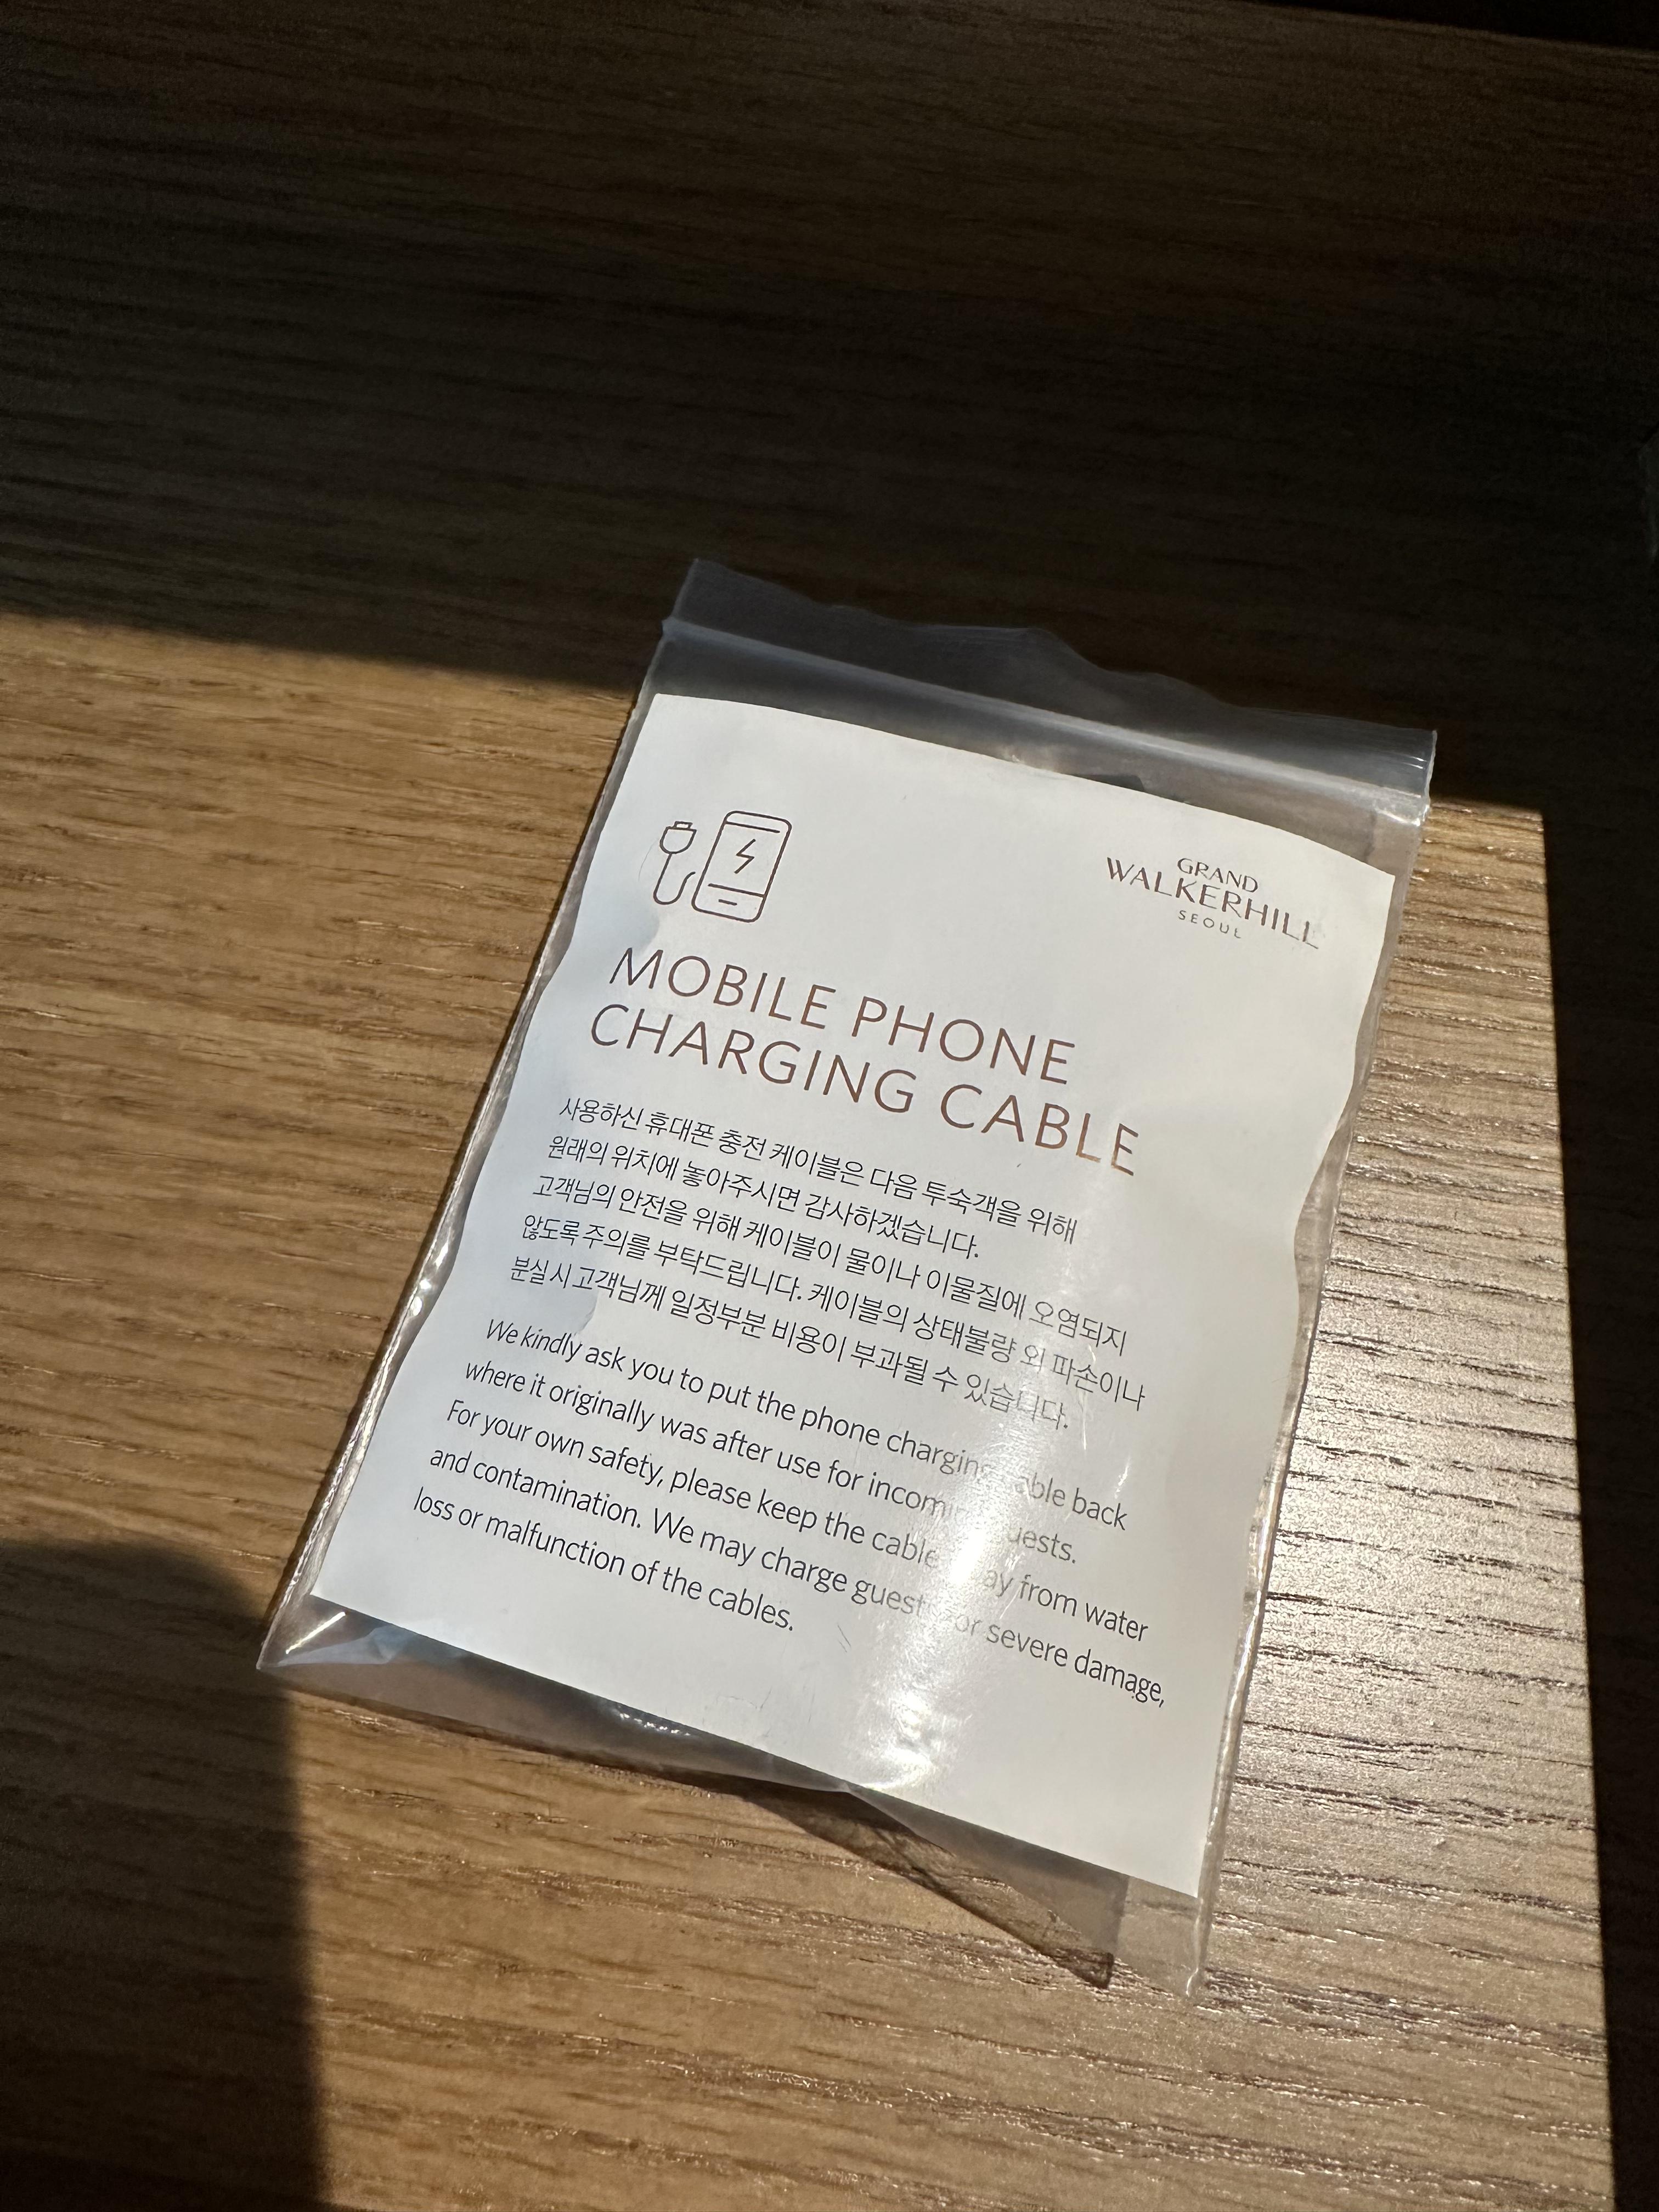 GRAND
WALKERHILL
SEOUL
MOBILE PHONE
CHARGING CABLE
사용하신 휴대폰 충전 케이블은 다음 투숙객을 위해
원래의 위치에 놓아주시면 감사하겠습니다.
고객님의 안전을 위해 케이블이 물이나 이물질에 오염되지
않도록 주의를 부탁드립니다. 케이블의 상태불량 외 파손이나
분실 시 고객님께 일정부분 비용이 부과될 수 있습니다.
We kindly ask you to put the phone charging cable back
where it originally was after use for incoming guests.
For your own safety, please keep the cable away from water
and contamination. We may charge guests for severe damage,
loss or malfunction of the cables.